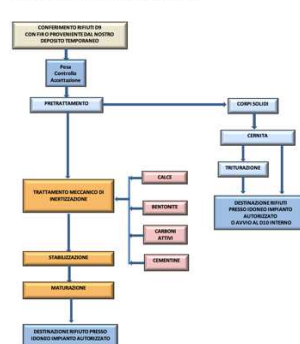 CONFERIMENTO RIFIUTI D9
CON FIR O PROVENIENTE DAL NOSTRO
DEPOSITO TEMPORANEO
Pesa
Controllo
Accettazione
PRETRATTAMENTO
CORPI SOLIDI
CERNITA
TRITURAZIONE
DESTINAZIONE RIFIUTI
PRESSO IDONEO IMPIANTO
AUTORIZZATO
O AVVIO AL D10 INTERNO
TRATTAMENTO MECCANICO DI
INERTIZZAZIONE
CALCE
BENTONITE
CARBONI
ATTIVI
CEMENTINE
STABILIZZAZIONE
MATURAZIONE
DESTINAZIONE RIFIUTO PRESSO
IDONEO IMPIANTO AUTORIZZATO